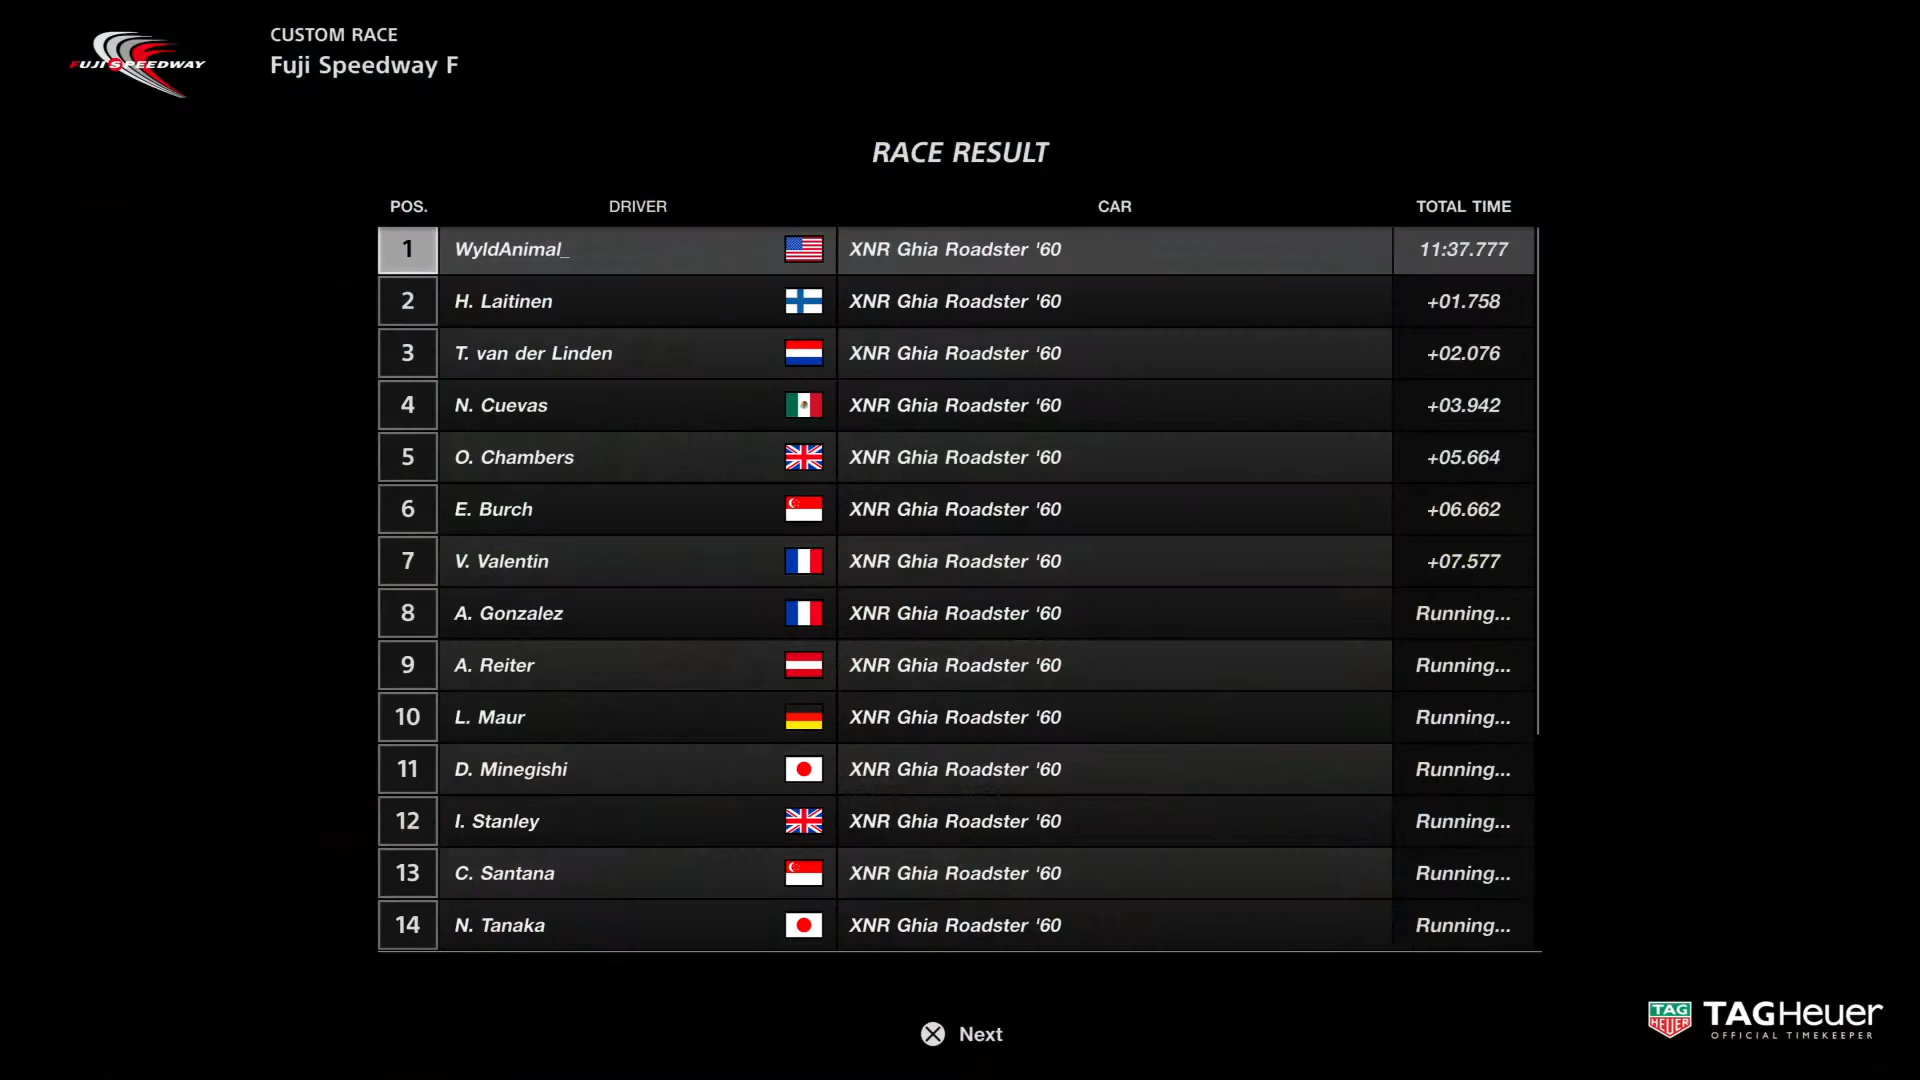 FUJI SPEEDWAY
CUSTOM RACE
Fuji Speedway F
RACE RESULT
POS. DRIVER CAR TOTAL TIME
1 WyldAnimal_ XNR Ghia Roadster '60 11:37.777
2 H. Laitinen XNR Ghia Roadster '60 +01.758
3 T. van der Linden XNR Ghia Roadster '60 +02.076
4 N. Cuevas XNR Ghia Roadster '60 +03.942
5 O. Chambers XNR Ghia Roadster '60 +05.664
6 E. Burch XNR Ghia Roadster '60 +06.662
7 V. Valentin XNR Ghia Roadster '60 +07.577
8 A. Gonzalez XNR Ghia Roadster '60 Running...
9 A. Reiter XNR Ghia Roadster '60 Running...
10 L. Maur XNR Ghia Roadster '60 Running...
11 D. Minegishi XNR Ghia Roadster '60 Running...
12 I. Stanley XNR Ghia Roadster '60 Running...
13 C. Santana XNR Ghia Roadster '60 Running...
14 N. Tanaka XNR Ghia Roadster '60 Running...
Next
TAG HEUER
TAGHeuer
OFFICIAL TIMEKEEPER